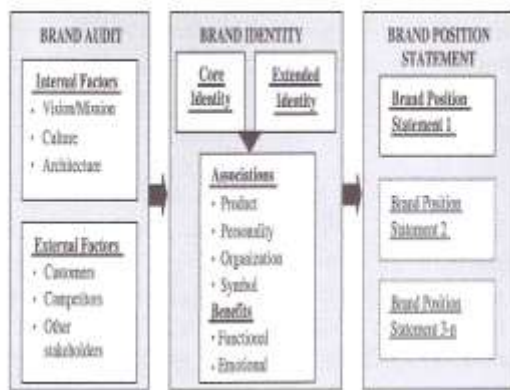 BRAND AUDIT
Internal Factors
• Vision/Mission
• Culture
• Architecture
External Factors
• Customers
• Competitors
• Other
stakeholders
BRAND IDENTITY
Core
Identity
Extended
Identity
Associations
• Product
• Personality
• Organization
• Symbol
Benefits
• Functional
• Emotional
BRAND POSITION
STATEMENT
Brand Position
Statement 1
Brand Position
Statement 2
Brand Position
Statement 3-n